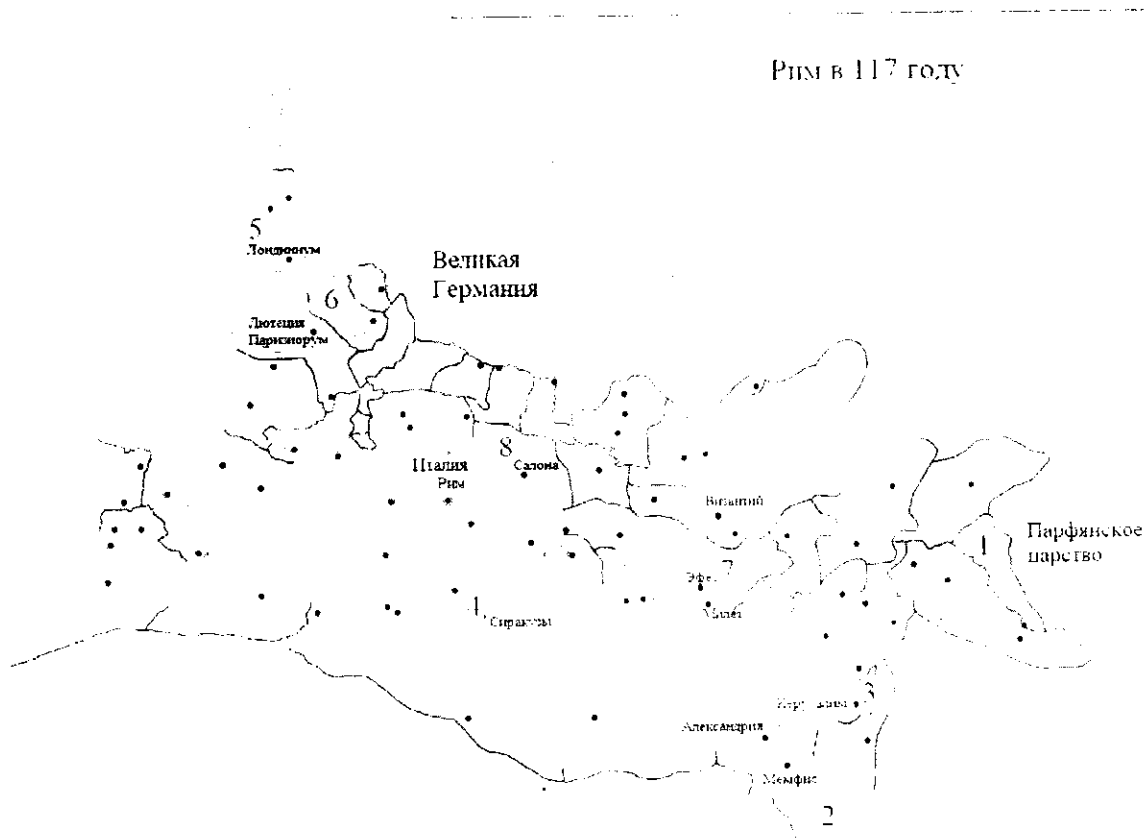 Рим в 117 году
5
Лондиниум
Великая
Германия
6
Лютеция
Паризиорум
8
Италия
Салона
Рим
Византий
1
Парфянское
царство
7
Милет
4
Сиракузы
3
Александрия
Мемфис
2